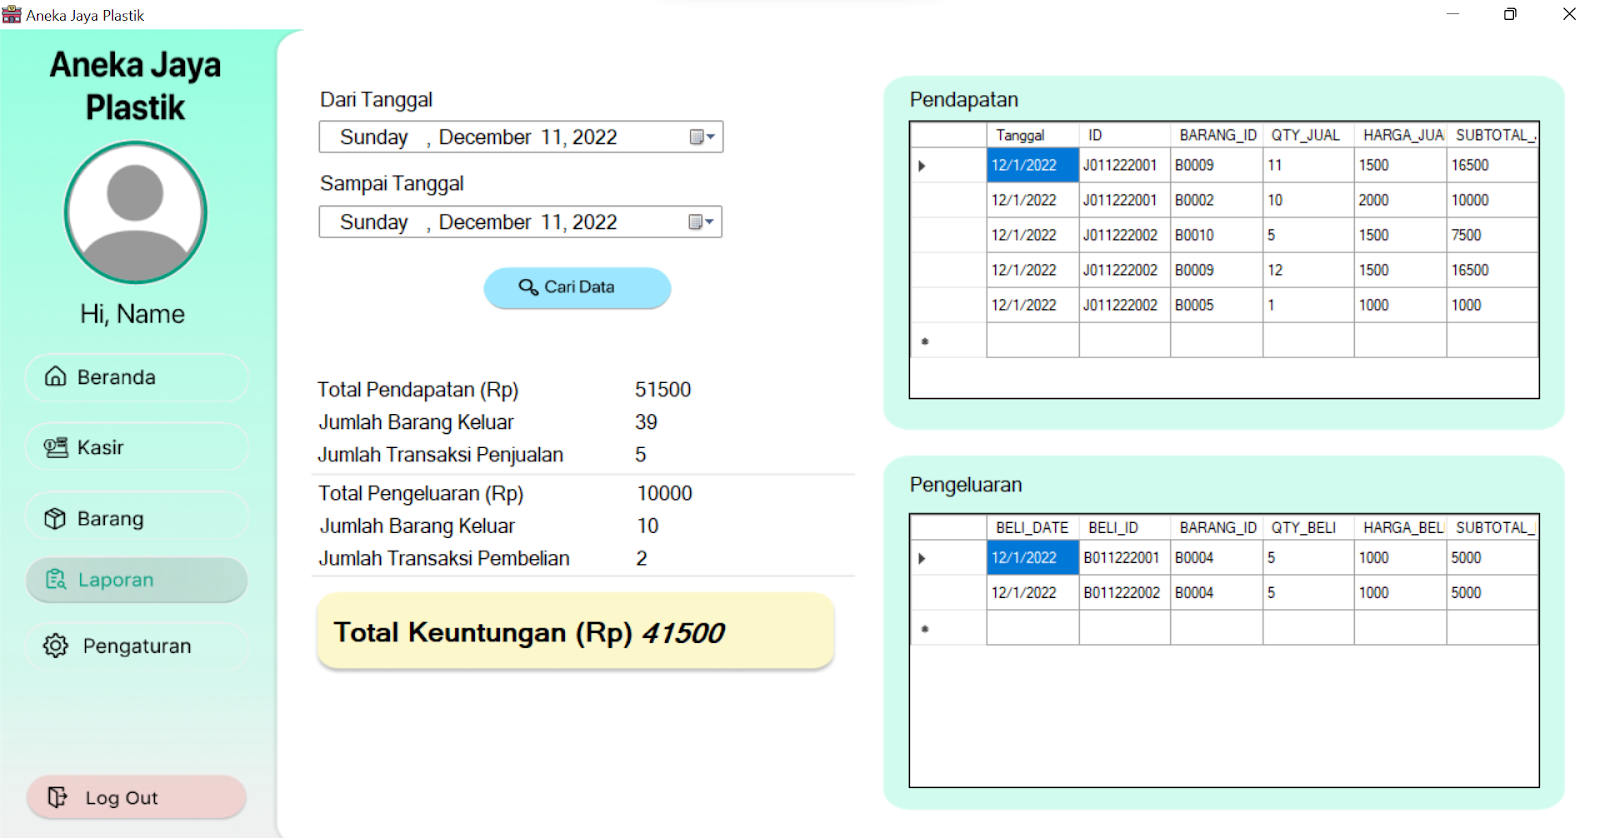 Aneka Jaya Plastik
Aneka Jaya
Plastik
Hi, Name
Beranda
Kasir
Barang
Laporan
Pengaturan
Log Out
Dari Tanggal
Sunday , December 11, 2022
Sampai Tanggal
Sunday , December 11, 2022
Cari Data
Total Pendapatan (Rp) 51500
Jumlah Barang Keluar 39
Jumlah Transaksi Penjualan 5
Total Pengeluaran (Rp) 10000
Jumlah Barang Keluar 10
Jumlah Transaksi Pembelian 2
Total Keuntungan (Rp) 41500
Pendapatan
Tanggal ID BARANG_ID QTY_JUAL HARGA_JUA SUBTOTAL_
12/1/2022 J011222001 B0009 11 1500 16500
12/1/2022 J011222001 B0002 10 2000 10000
12/1/2022 J011222002 B0010 5 1500 7500
12/1/2022 J011222002 B0009 12 1500 16500
12/1/2022 J011222002 B0005 1 1000 1000
Pengeluaran
BELI_DATE BELI_ID BARANG_ID QTY_BELI HARGA_BEL SUBTOTAL_
12/1/2022 B011222001 B0004 5 1000 5000
12/1/2022 B011222002 B0004 5 1000 5000